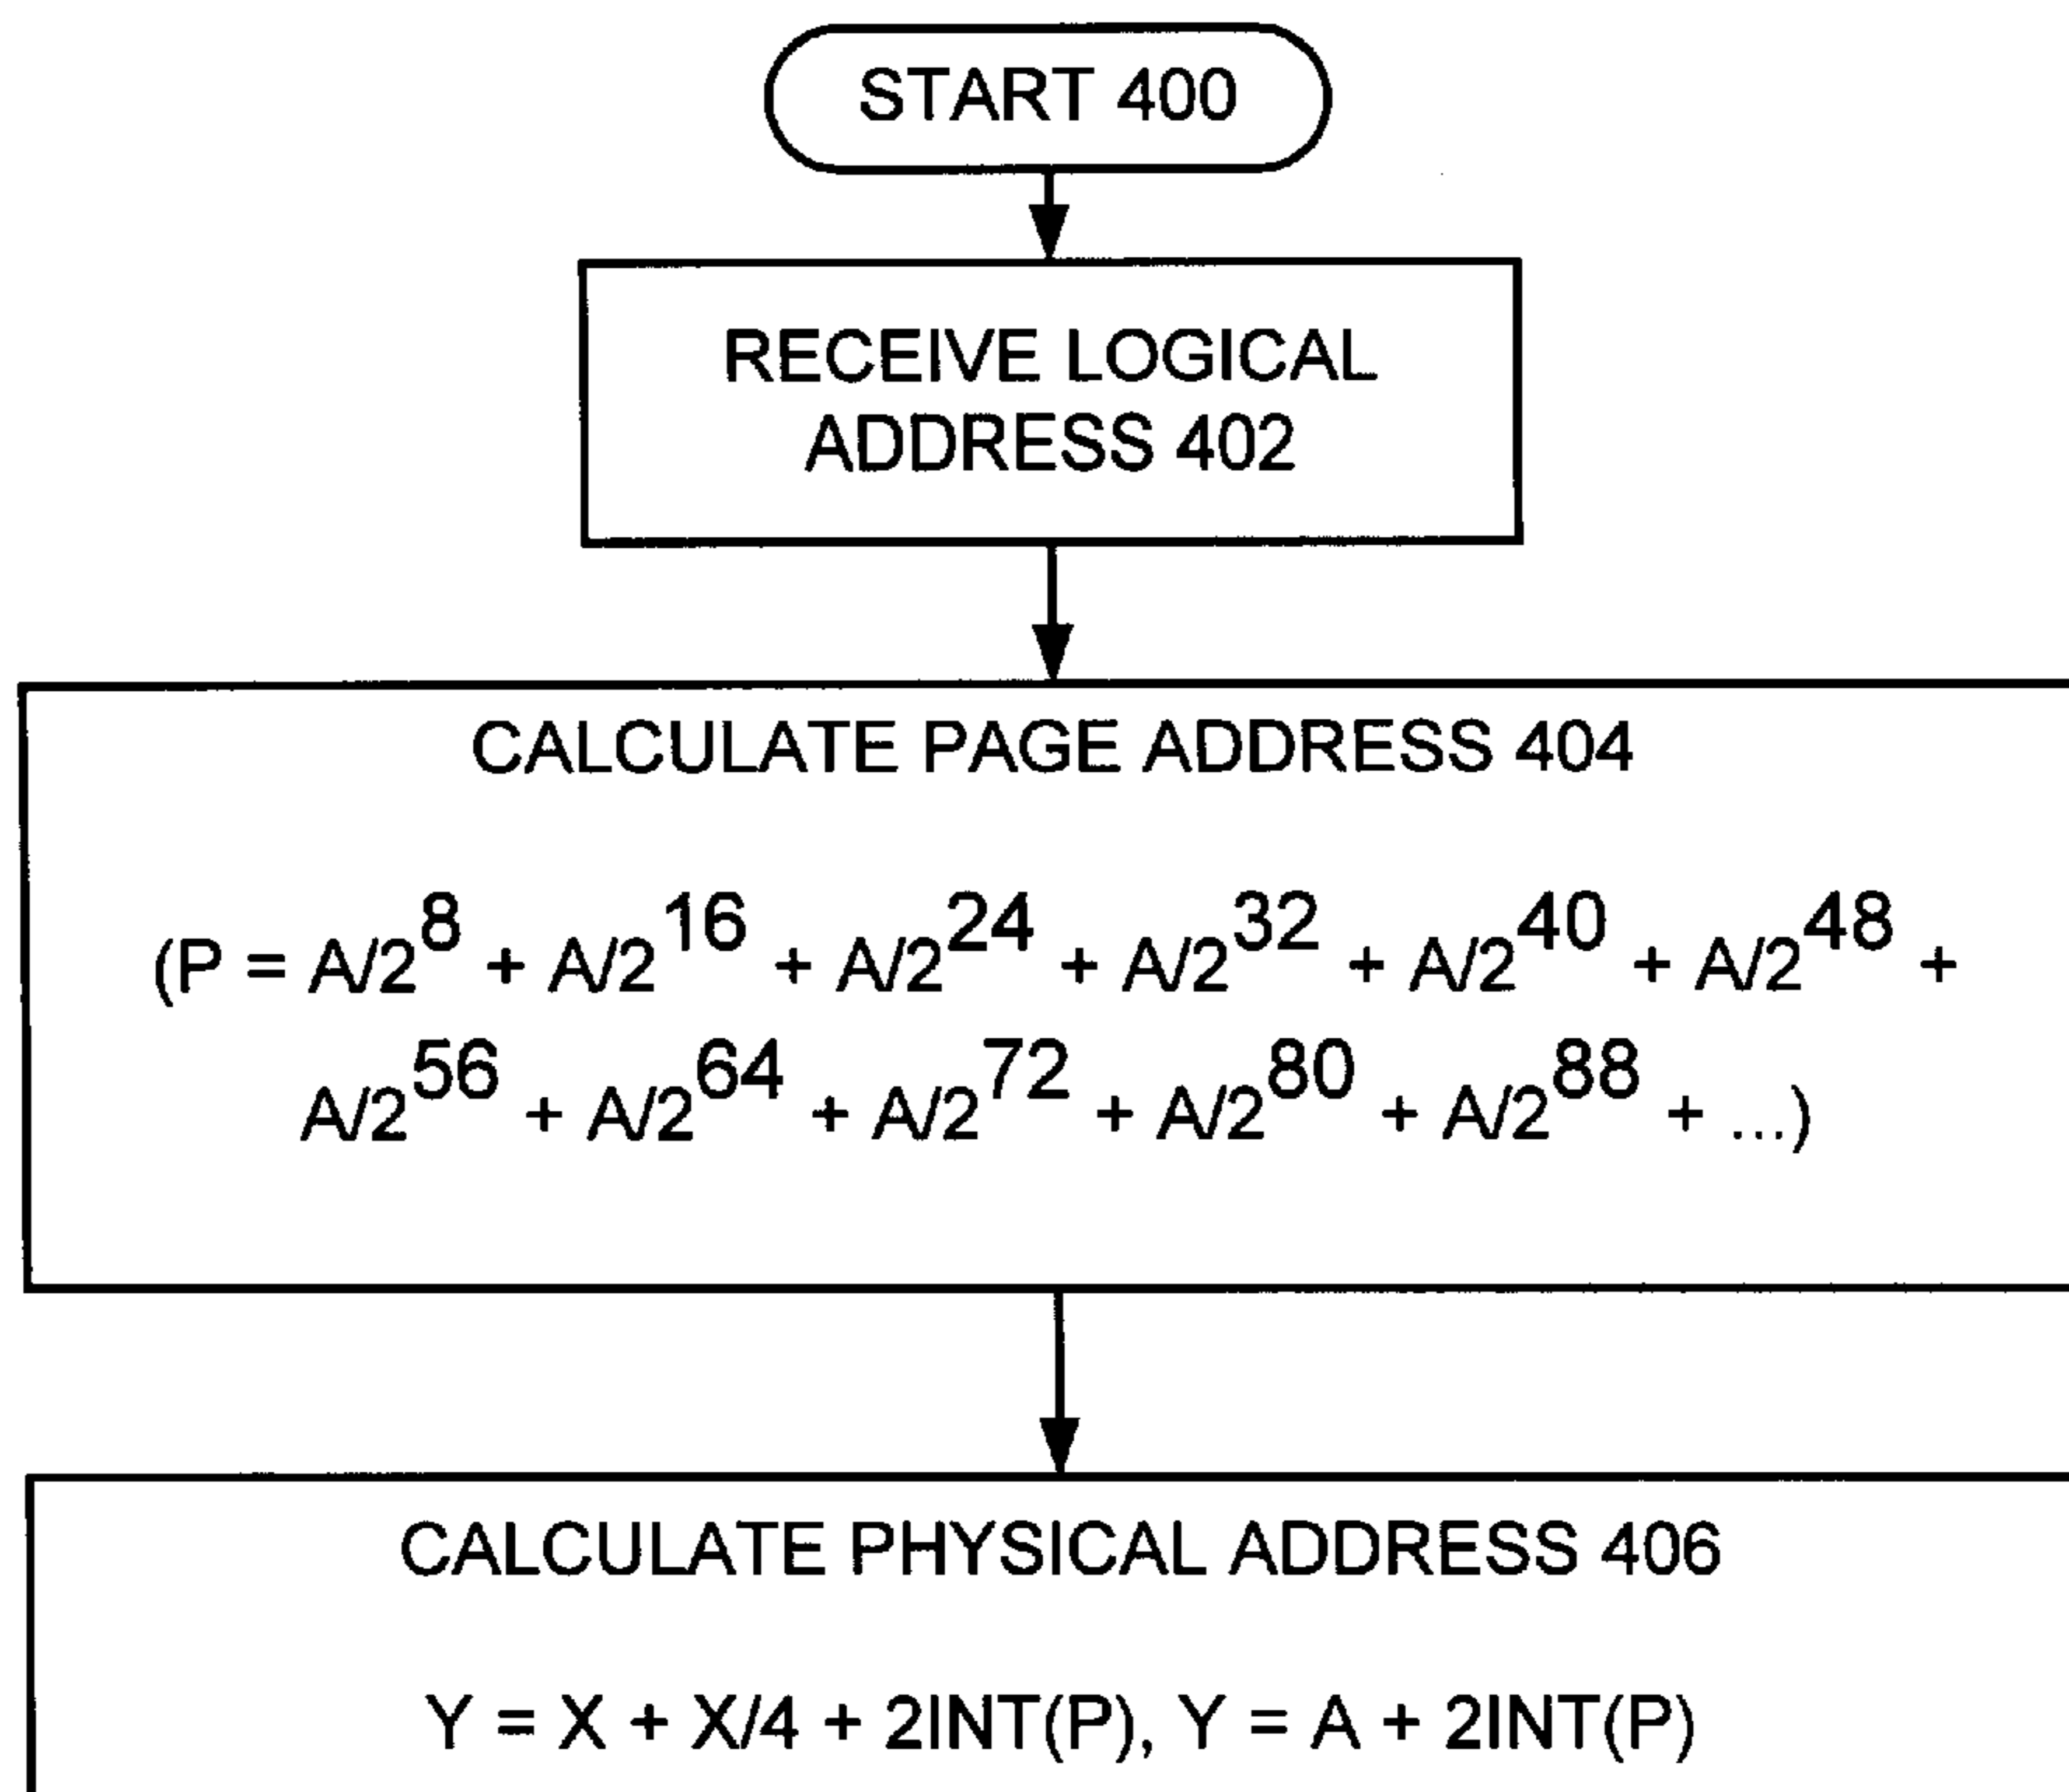 START 400
RECEIVE LOGICAL
ADDRESS 402
CALCULATE PAGE ADDRESS 404
(P = A/2^8 + A/2^16 + A/2^24 + A/2^32 + A/2^40 + A/2^48 +
A/2^56 + A/2^64 + A/2^72 + A/2^80 + A/2^88 + ...)
CALCULATE PHYSICAL ADDRESS 406
Y = X + X/4 + 2INT(P), Y = A + 2INT(P)